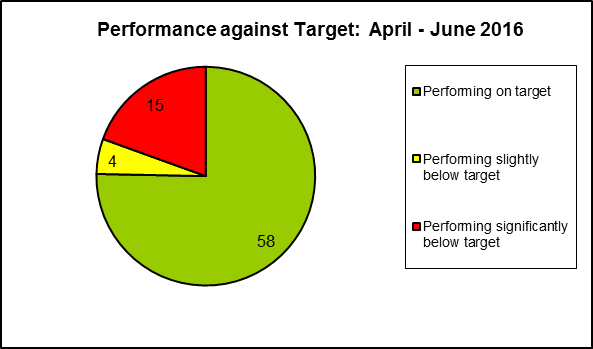 Performance against Target:  April - June 2016
15
4
58
Performing on target
Performing slightly
below target
Performing significantly
below target